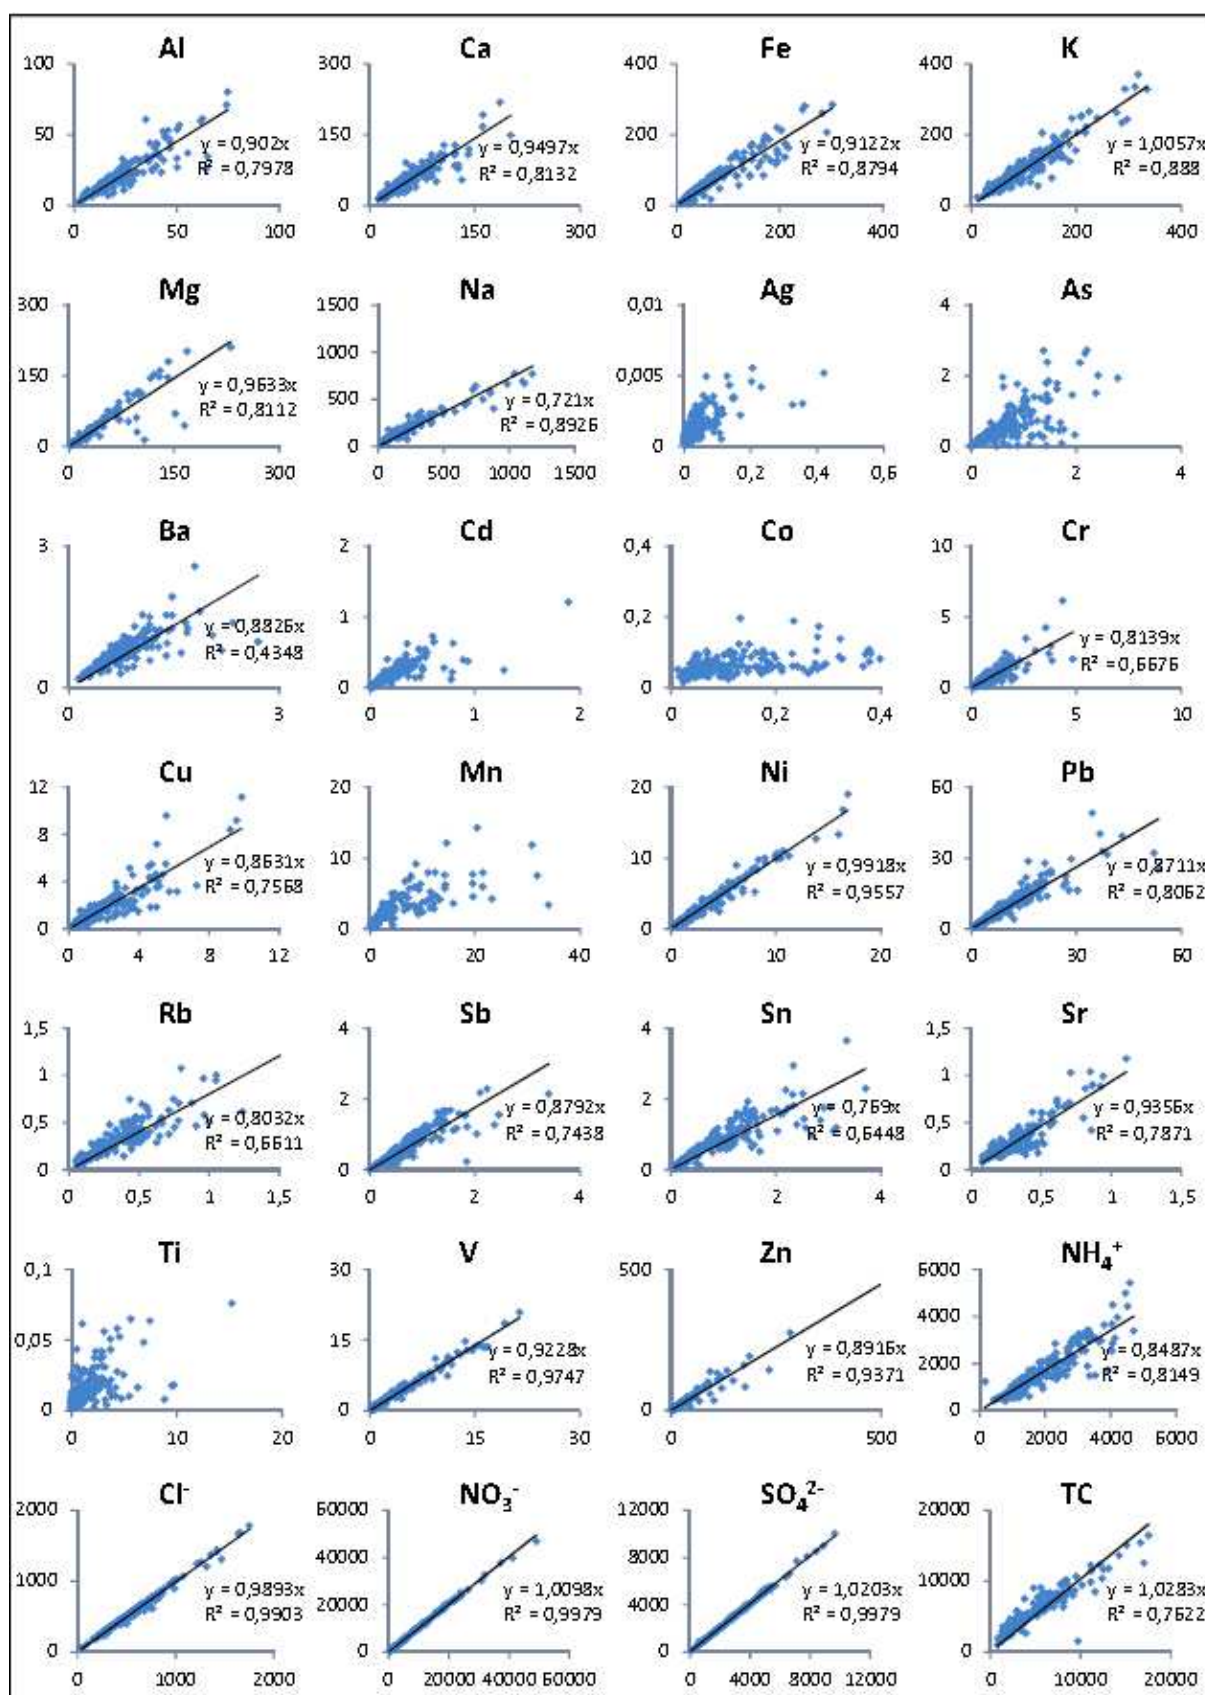 Al Ca Fe K
100 300 400 400
y = 0,902x y = 0,9497x y = 0,9122x y = 1,0057x
50 150 200 200
R² = 0,7978 R² = 0,8132 R² = 0,8794 R² = 0,888
0 0 0 0
0 50 100 0 150 300 0 200 400 0 200 400
Mg Na Ag As
300 1500 0,01 4
1000
150 0,005 2
y = 0,9633x y = 0,721x
500
R² = 0,8112 R² = 0,8926
0 0 0 0
0 150 300 0 500 1000 1500 0 0,2 0,4 0,6 0 2 4
Ba Cd Co Cr
3 2 0,4 10
1 0,2 5
y = 0,8826x y = 0,8139x
R² = 0,4348 R² = 0,6676
0 0 0 0
0 3 0 1 2 0 0,2 0,4 0 5 10
Cu Mn Ni Pb
12 20 20 60
8
10 10 30
y = 0,8631x y = 0,9918x y = 0,8711x
4
R² = 0,7568 R² = 0,9557 R² = 0,8062
0 0 0 0
0 4 8 12 0 20 40 0 10 20 0 30 60
Rb Sb Sn Sr
1,5 4 4 1,5
1 1
2 2
y = 0,8032x y = 0,8792x y = 0,769x y = 0,9356x
0,5 0,5
R² = 0,6611 R² = 0,7438 R² = 0,6448 R² = 0,7871
0 0 0 0
0 0,5 1 1,5 0 2 4 0 2 4 0 0,5 1 1,5
Ti V Zn NH₄⁺
0,1 30 500 6000
4000
0,05 15
y = 0,9228x y = 0,8916x y = 0,8487x
2000
R² = 0,9747 R² = 0,9371 R² = 0,8149
0 0 0 0
0 10 20 0 15 30 0 500 0 2000 4000 6000
Cl⁻ NO₃⁻ SO₄²⁻ TC
2000 60000 12000 20000
40000 8000
1000 10000
y = 0,9893x y = 1,0098x y = 1,0203x y = 1,0283x
20000 4000
R² = 0,9903 R² = 0,9979 R² = 0,9979 R² = 0,7622
0 0 0 0
0 1000 2000 0 20000 40000 60000 0 4000 8000 12000 0 10000 20000